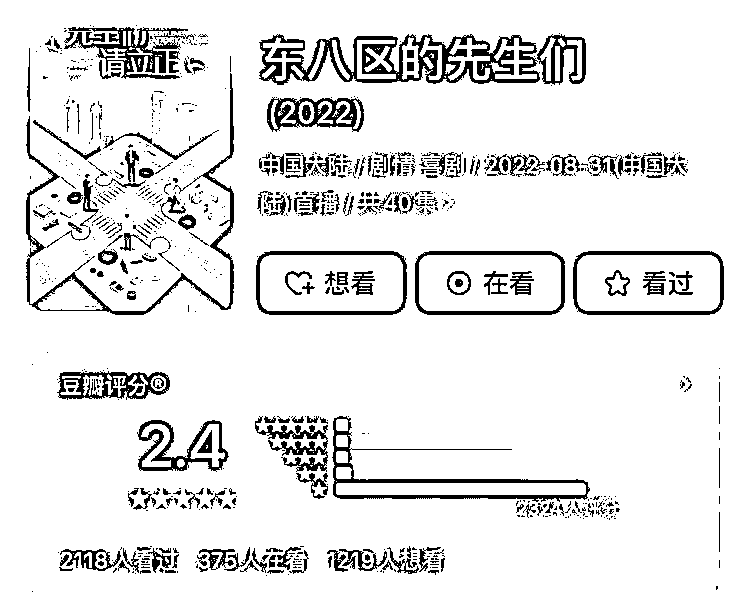 先生们
请立正
东八区的先生们
(2022)
中国大陆 / 剧情 喜剧 / 2022-08-31(中国大
陆)首播 / 共40集 >
想看
在看
看过
豆瓣评分®
2.4
2324人评分
2118人看过 375人在看 1219人想看